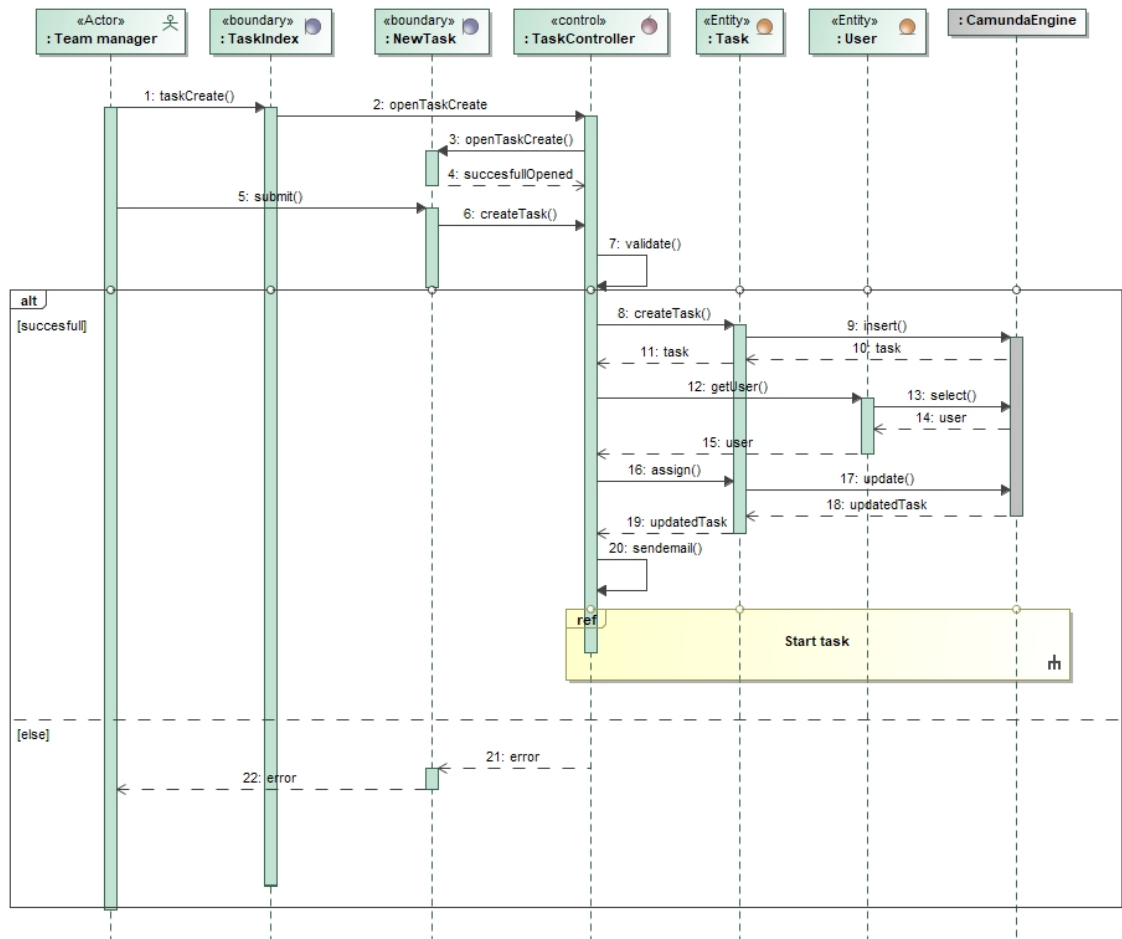 «Actor»
: Team manager
«boundary»
: TaskIndex
«boundary»
: NewTask
«control»
: TaskController
«Entity»
: Task
«Entity»
: User
: CamundaEngine
1: taskCreate()
2: openTaskCreate
3: openTaskCreate()
4: succesfullOpened
5: submit()
6: createTask()
7: validate()
alt
[succesfull]
8: createTask()
9: insert()
10: task
11: task
12: getUser()
13: select()
14: user
15: user
16: assign()
17: update()
18: updatedTask
19: updatedTask
20: sendemail()
ref
Start task
[else]
21: error
22: error